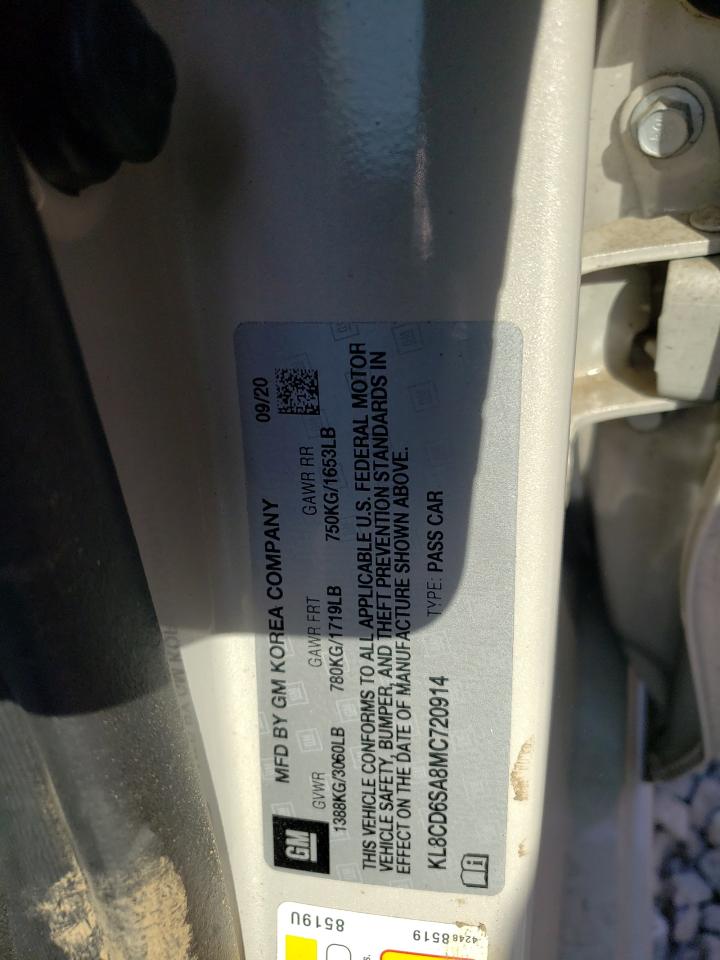 MFD BY GM KOREA COMPANY 09/20
GVWR GAWR FRT GAWR RR
1388KG/3060LB 780KG/1719LB 750KG/1653LB
THIS VEHICLE CONFORMS TO ALL APPLICABLE U.S. FEDERAL MOTOR
VEHICLE SAFETY, BUMPER, AND THEFT PREVENTION STANDARDS IN
EFFECT ON THE DATE OF MANUFACTURE SHOWN ABOVE.
KL8CD6SA8MC720914 TYPE: PASS CAR
GM
8519U
4246 8519